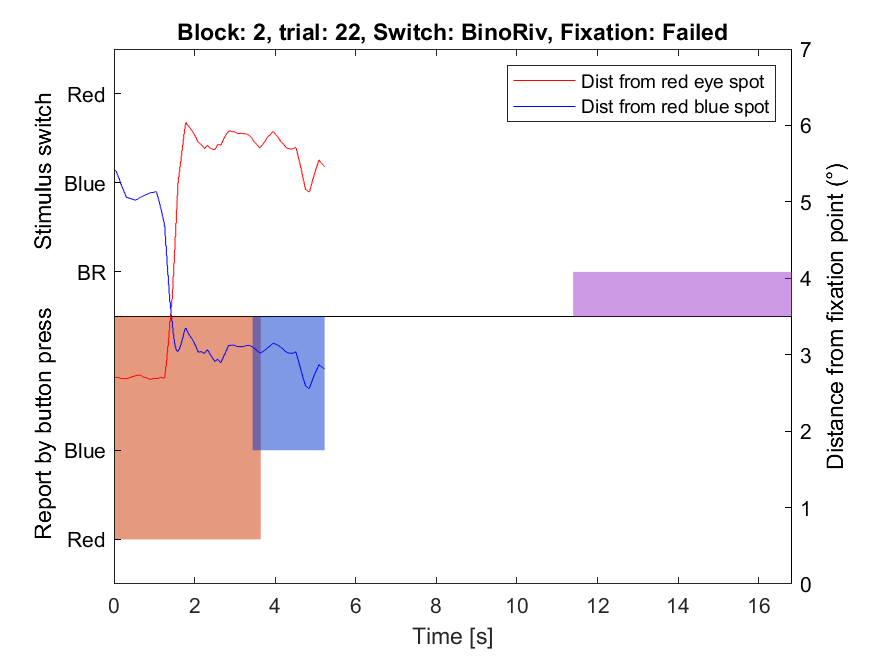 Block: 2, trial: 22, Switch: BinoRiv, Fixation: Failed
Dist from red eye spot
Dist from red blue spot
Stimulus switch
Red
Blue
BR
Report by button press
Blue
Red
7
6
5
4
3
2
1
0
Distance from fixation point (°)
0 2 4 6 8 10 12 14 16
Time [s]